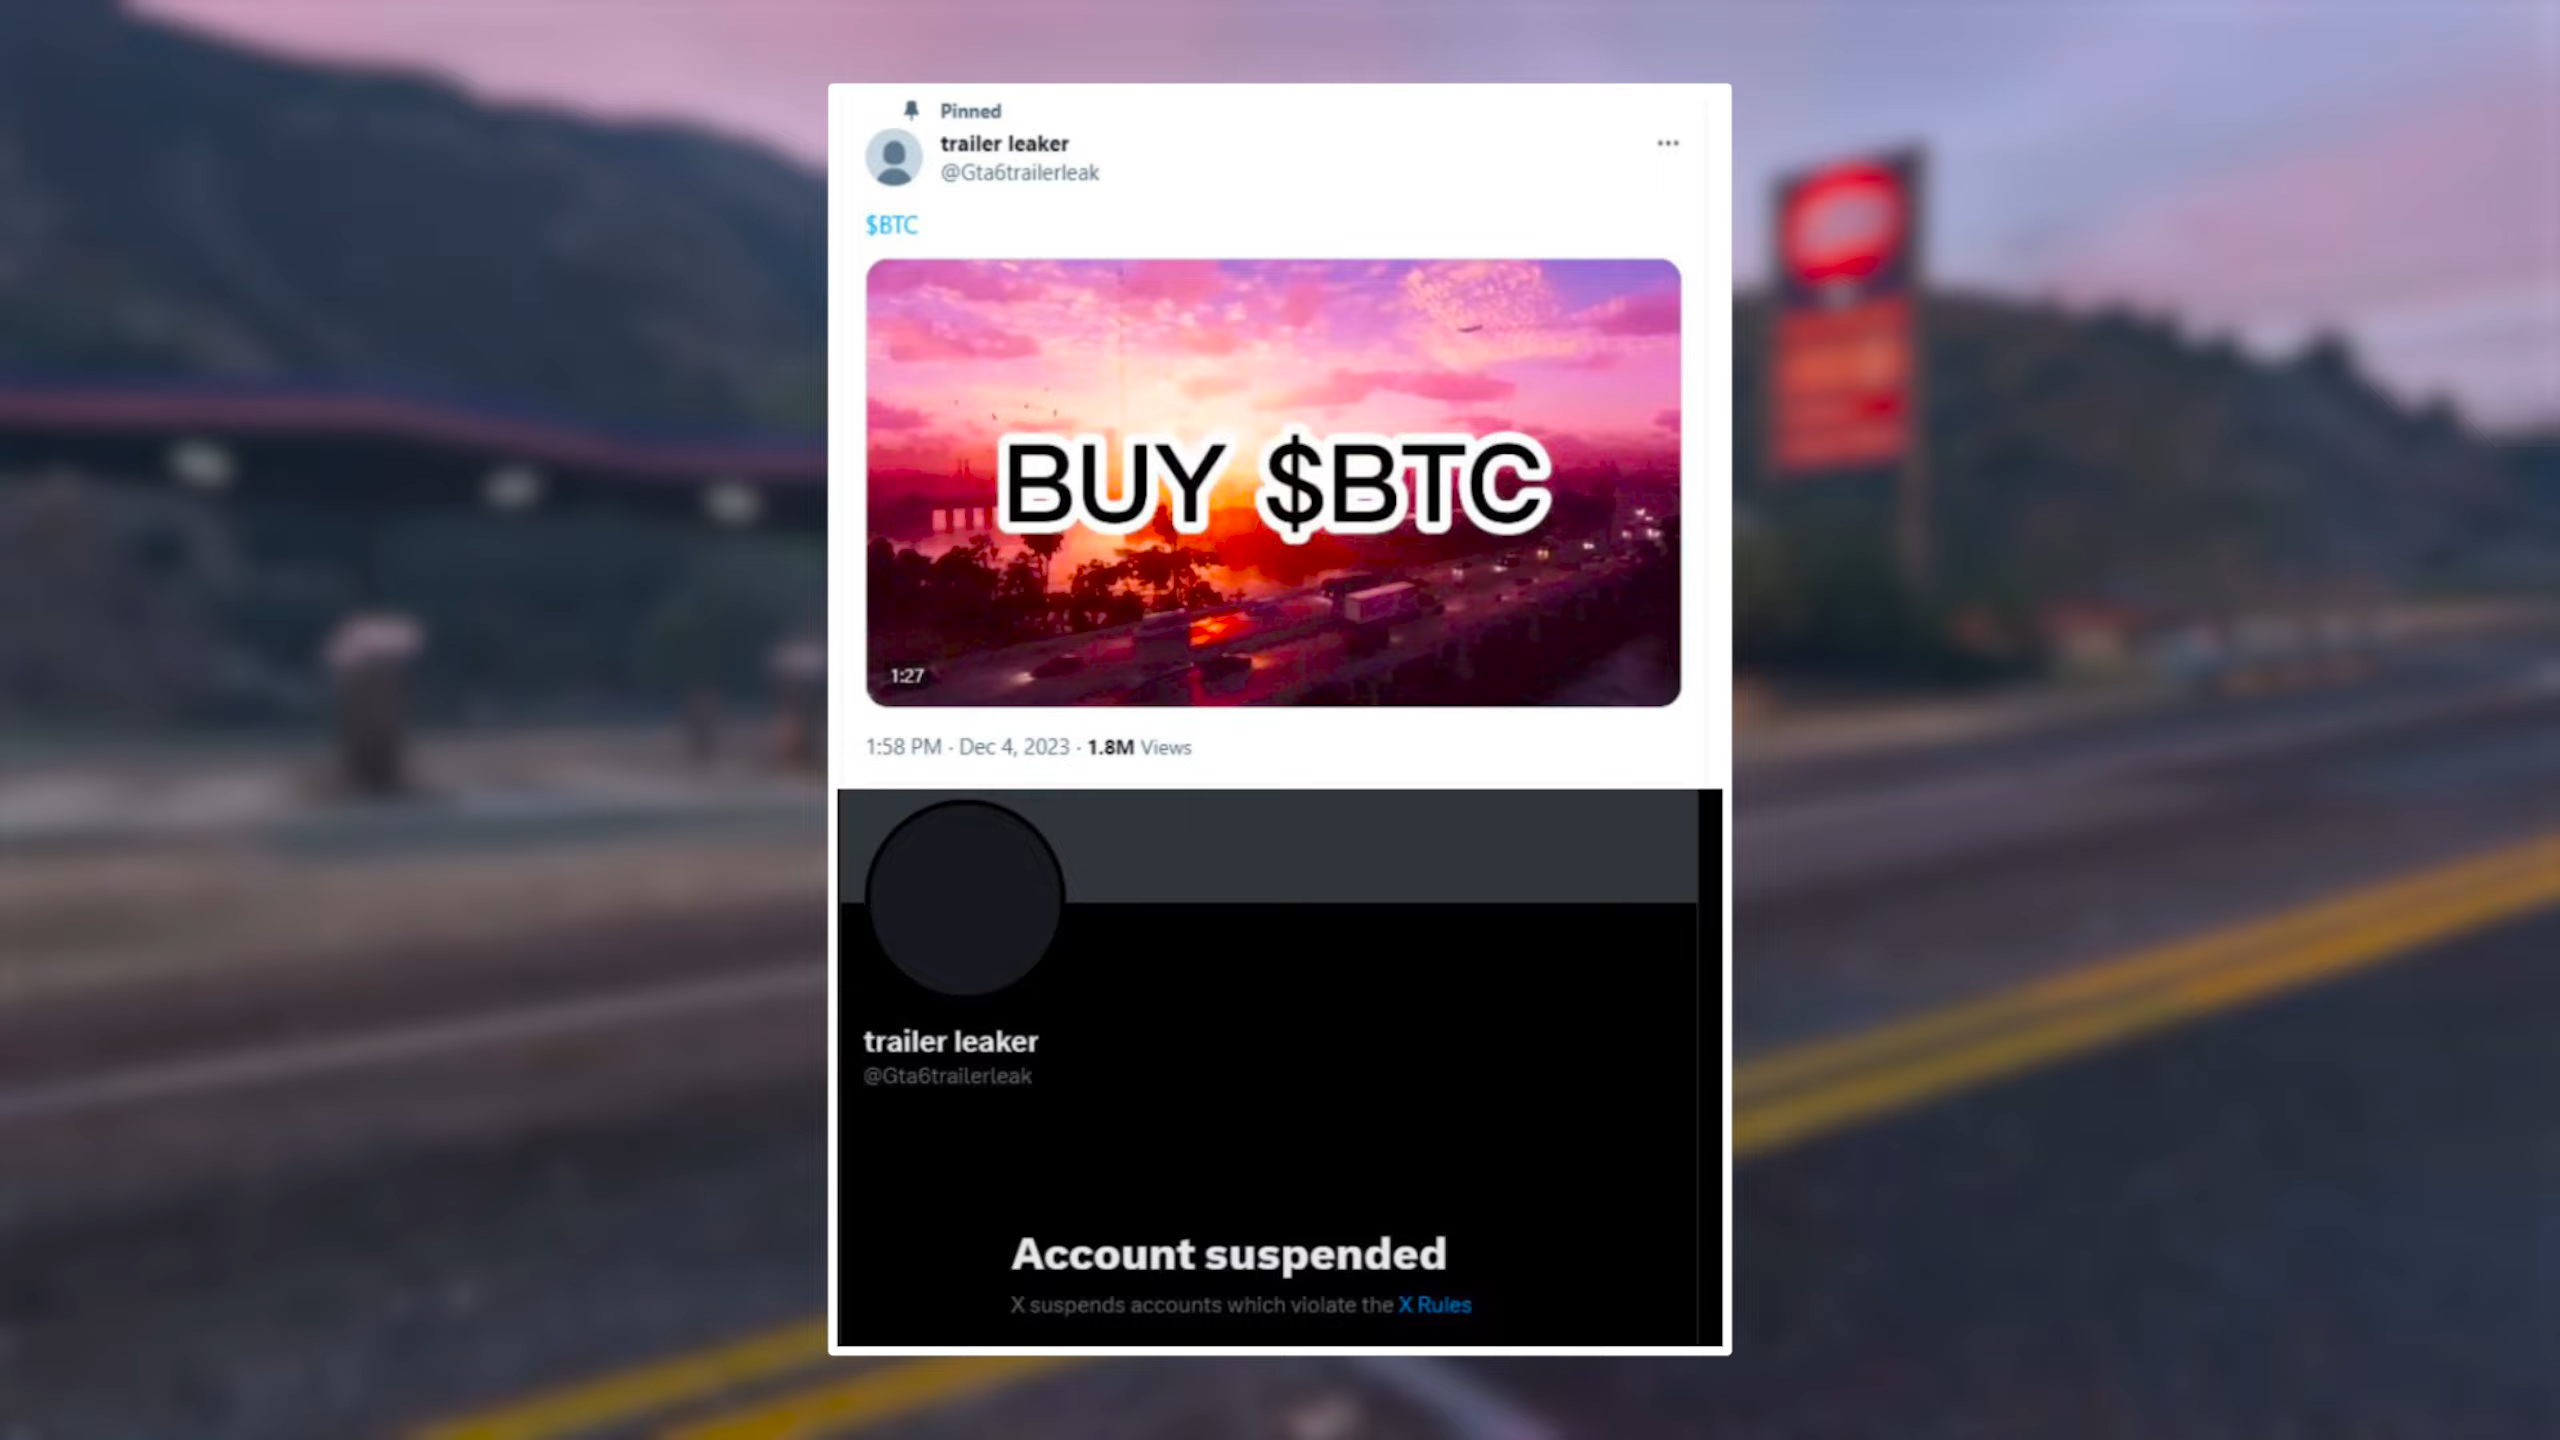 Pinned
trailer leaker
@Gta6trailerleak
$BTC
BUY $BTC
1:27
1:58 PM · Dec 4, 2023 · 1.8M Views
trailer leaker
@Gta6trailerleak
Account suspended
X suspends accounts which violate the X Rules